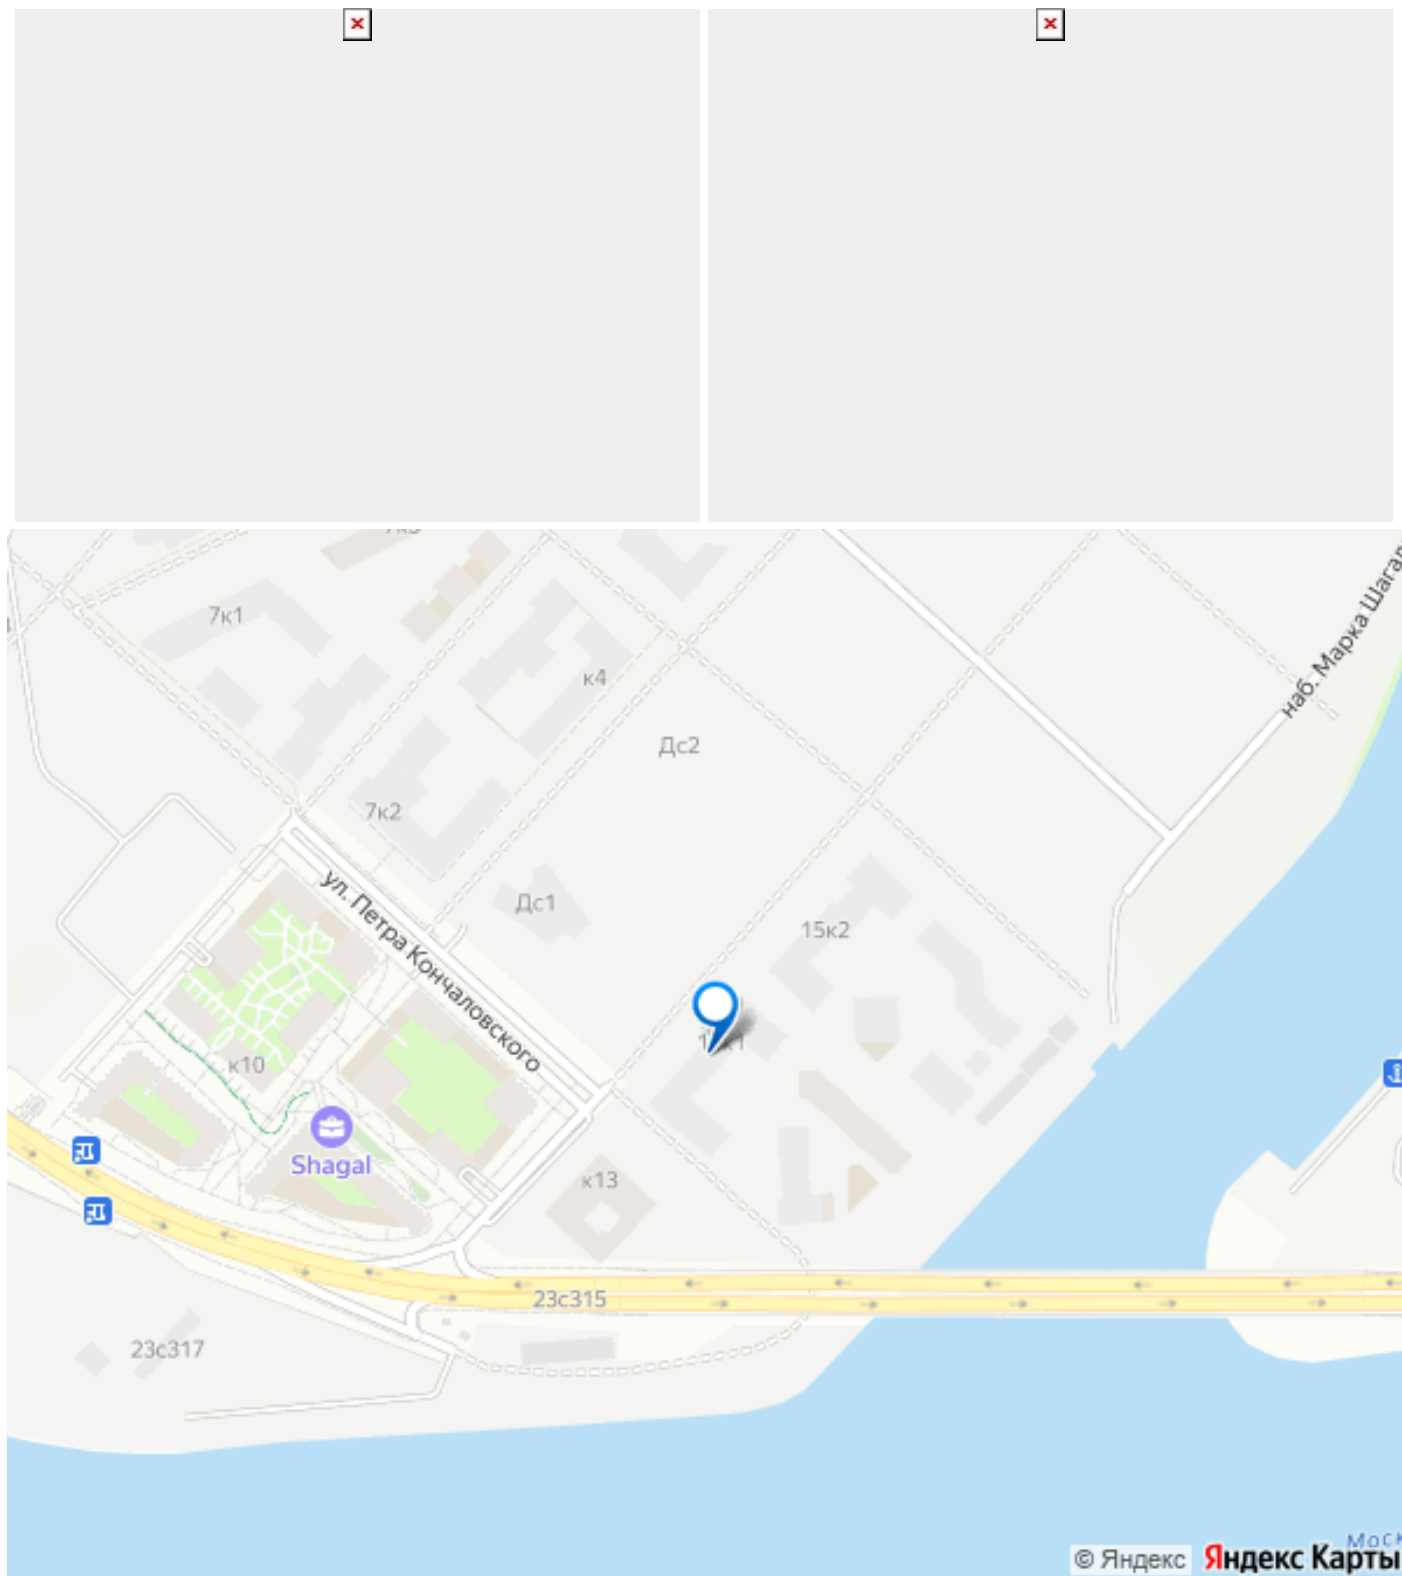 7к1
к4
Дс2
7к2
Дс1
15к2
наб. Марка
ул. Петра Кончаловского
к10
Shagal
к13
23с315
23с317
© Яндекс
Яндекс Карты